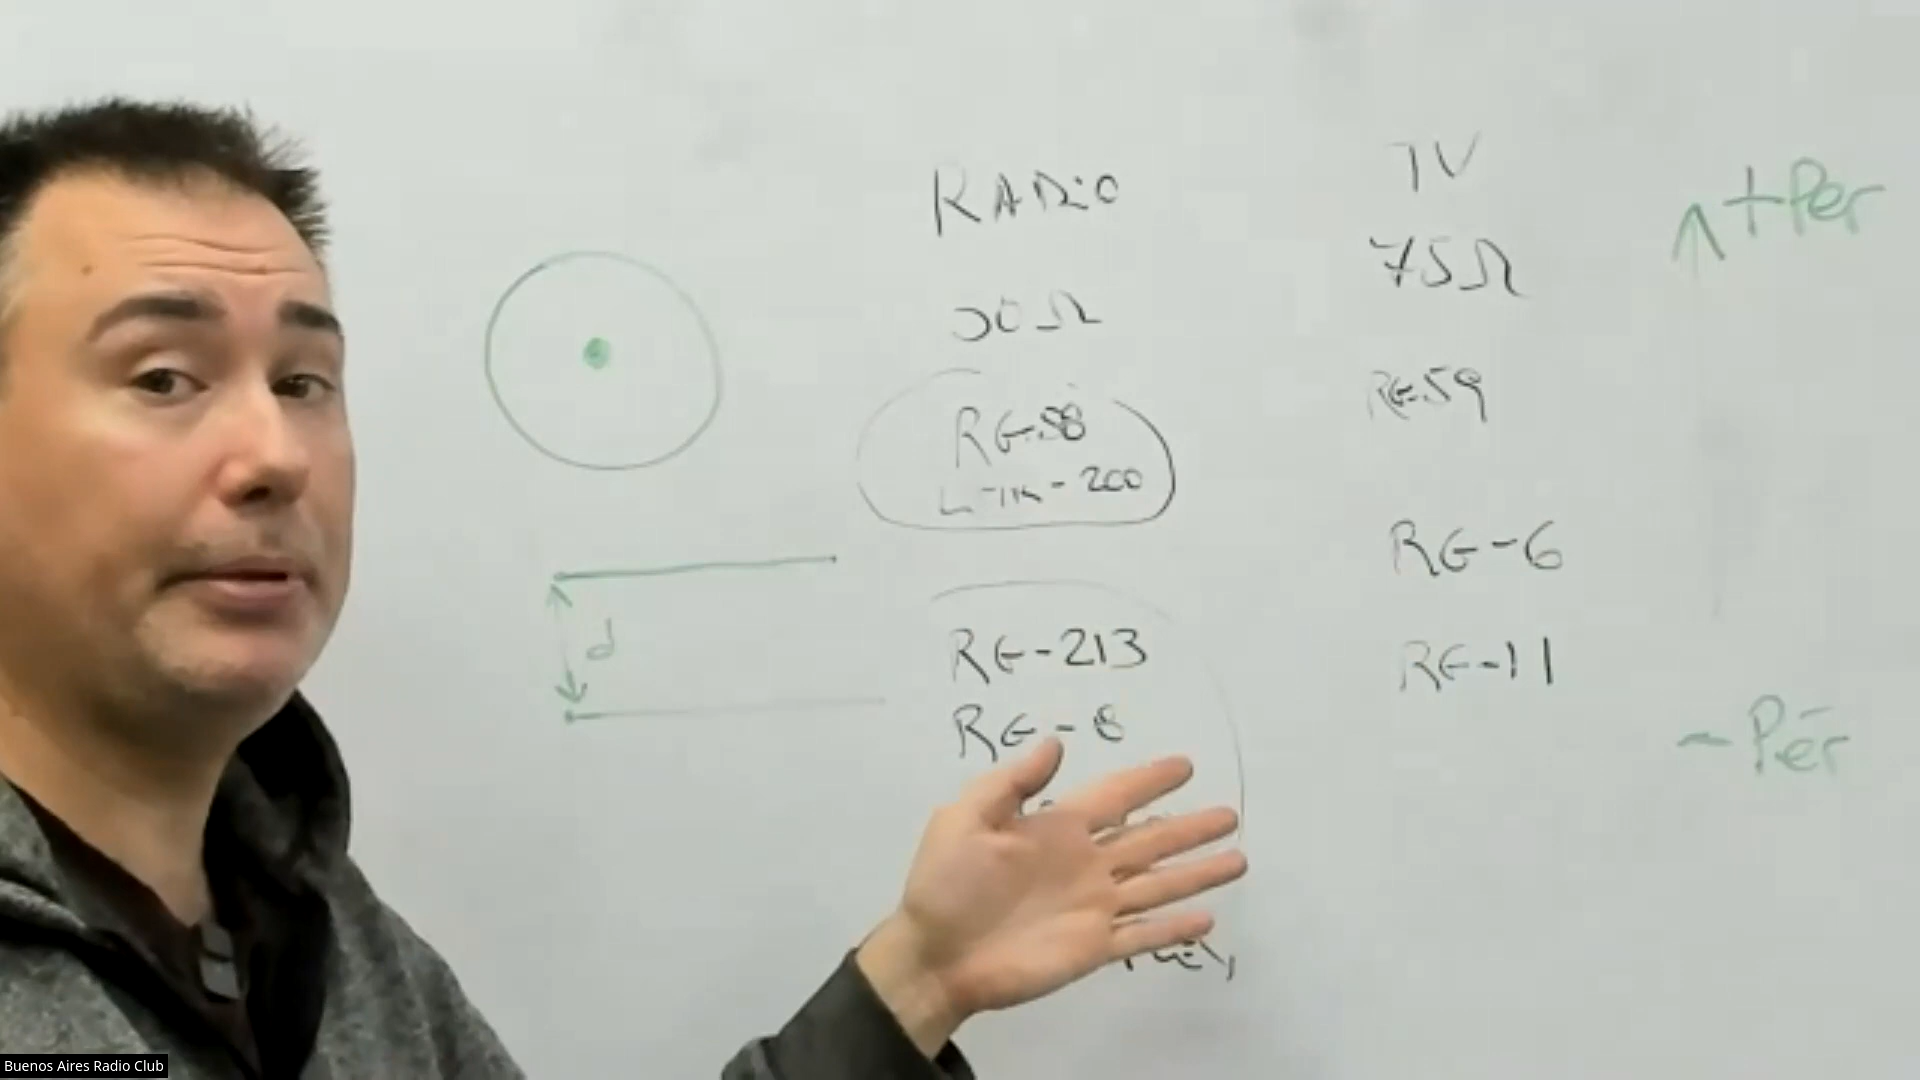 RADIO
50Ω
RG-58
LMR-200
RG-213
RG-8
TV
75Ω
RG-59
RG-6
RG-11
↑ +Per
- Per
d
Buenos Aires Radio Club